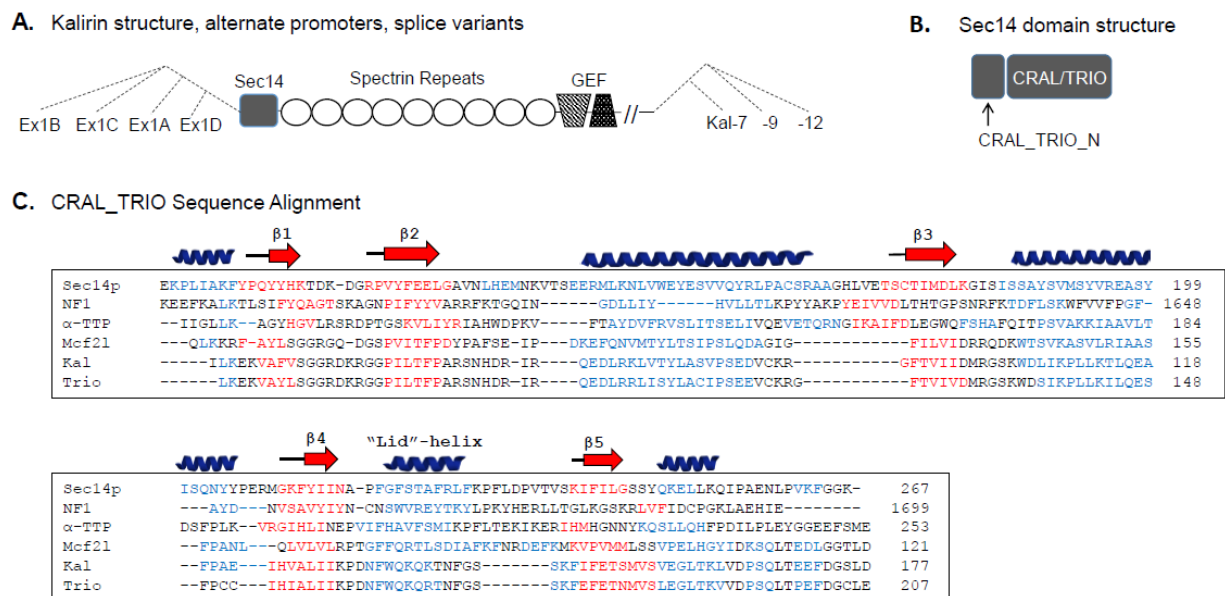 A. Kalirin structure, alternate promoters, splice variants
B. Sec14 domain structure
Sec14 Spectrin Repeats GEF
Ex1B Ex1C Ex1A Ex1D // Kal-7 -9 -12
CRAL/TRIO
CRAL_TRIO_N
C. CRAL_TRIO Sequence Alignment
β1 β2 β3
Sec14p EKPLIAKFYPQYYHKTDK-DGRPVYFEELGAVNLHEMNKVTSEERMLKNLVWEYESVVQYRLPACSRAAGHLVETSCTIMDLKGISISSAYSVMSYVREASY 199
NF1 KEEFKALKTLSIFYQAGTSKAGNPIFYYVARRFKTGQIN-----GDLLIY-----HVLLTLKPYYAKPYEIVVDLTHTGPSNRFKTDFLSKWFVVFPGF- 1648
α-TTP --IIGLLK--AGYHGVLRSRDPTGSKVLIYRIAHWDPKV-----FTAYDVFRVSLITSELIVQEVETQRNGIKAIFDLEGWQFSHAFQITPSVAKKIAAVLT 184
Mcf2l ---QLKKRF-AYLSGGRGQ-DGSPVITFPDYPAFSE-IP---DKEFQNVMTYLTSIPSLQDAGIG---------FILVIDRRQDKWTSVKASVLRIAAS 155
Kal -----ILKEKVAFVSGGRDKRGGPILTFPARSNHDR-IR---QEDLRKLVTYLASVPSEDVCKR----------GFTVIIDMRGSKWDLIKPLLKTLQEA 118
Trio ------LKEKVAYLSGGRDKRGGPILTFPARSNHDR-IR---QEDLRRLISYLACIPSEEVCKRG----------FTVIVDMRGSKWDSIKPLLKILQES 148
β4 "Lid"-helix β5
Sec14p ISQNYYPERMGKFYIINA-PFGFSTAFRLFKPFLDPVTVSKIFILGSSYQKELLKQIPAENLPVKFGGK- 267
NF1 ---AYD---NVSAVYIYN-CNSWVREYTKYLPKYHERLLTGLKGSKRLVFIDCPGKLAEHIE-------- 1699
α-TTP DSFPLK--VRGIHLINEPVIFHAVFSMIKPFLTEKIKERIHMHGNNYKQSLLQHFPDILPLEYGGEEFSME 253
Mcf2l --FPANL--QLVLVLRPTGFFQRTLSDIAFKFNRDEFKMKVPVMMLSSVPELHGYIDKSQLTEDLGGTLD 121
Kal --FPAE---IHVALIIKPDNFWQKQKTNFGS-------SKFIFETSMVSVEGLTKLVDPSQLTEEFDGSLD 177
Trio --FPCC---IHIALIIKPDNFWQKQRTNFGS-------SKFEFETNMVSLEGLTKVVDPSQLTPEFDGCLE 207